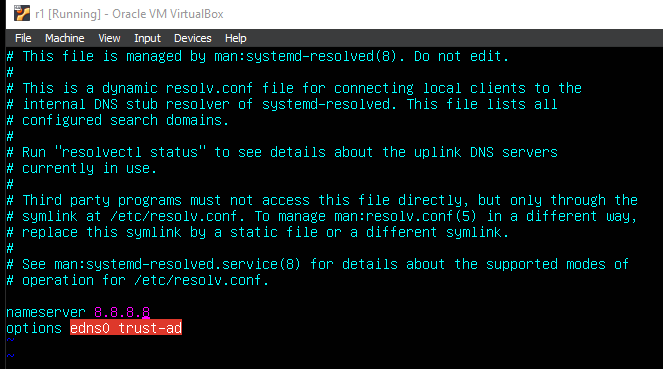 r1 [Running] - Oracle VM VirtualBox
File Machine View Input Devices Help
# This file is managed by man:systemd-resolved(8). Do not edit.
#
# This is a dynamic resolv.conf file for connecting local clients to the
# internal DNS stub resolver of systemd-resolved. This file lists all
# configured search domains.
#
# Run "resolvectl status" to see details about the uplink DNS servers
# currently in use.
#
# Third party programs must not access this file directly, but only through the
# symlink at /etc/resolv.conf. To manage man:resolv.conf(5) in a different way,
# replace this symlink by a static file or a different symlink.
#
# See man:systemd-resolved.service(8) for details about the supported modes of
# operation for /etc/resolv.conf.
nameserver 8.8.8.8
options edns0 trust-ad
~
~